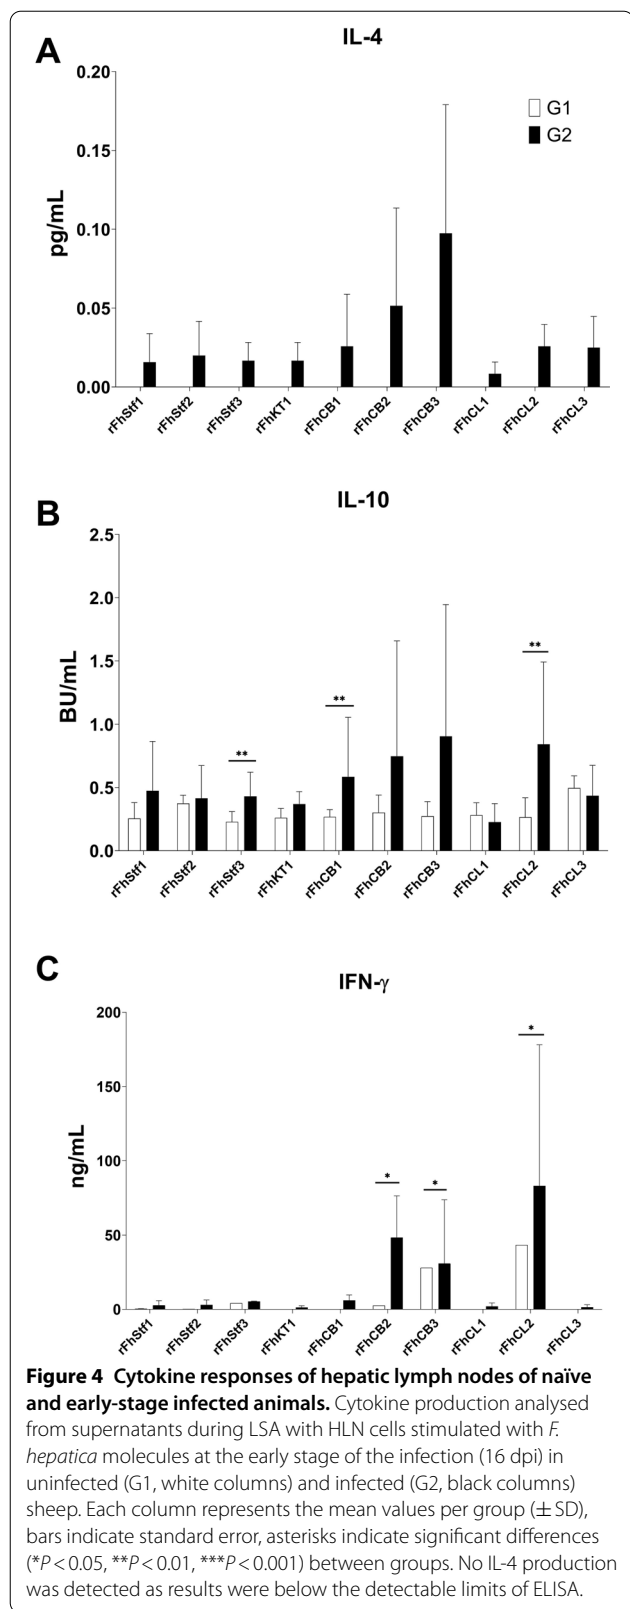 A
IL-4
0.20
0.15
0.10
0.05
0.00
pg/mL
G1
G2
rFhStf1 rFhStf2 rFhStf3 rFhKT1 rFhCB1 rFhCB2 rFhCB3 rFhCL1 rFhCL2 rFhCL3
B
IL-10
2.5
2.0
1.5
1.0
0.5
0.0
BU/mL
** ** **
rFhStf1 rFhStf2 rFhStf3 rFhKT1 rFhCB1 rFhCB2 rFhCB3 rFhCL1 rFhCL2 rFhCL3
C
IFN-γ
200
150
100
50
0
ng/mL
* * *
rFhStf1 rFhStf2 rFhStf3 rFhKT1 rFhCB1 rFhCB2 rFhCB3 rFhCL1 rFhCL2 rFhCL3
Figure 4 Cytokine responses of hepatic lymph nodes of naïve
and early-stage infected animals. Cytokine production analysed
from supernatants during LSA with HLN cells stimulated with F.
hepatica molecules at the early stage of the infection (16 dpi) in
uninfected (G1, white columns) and infected (G2, black columns)
sheep. Each column represents the mean values per group (± SD),
bars indicate standard error, asterisks indicate significant differences
(*P < 0.05, **P < 0.01, ***P < 0.001) between groups. No IL-4 production
was detected as results were below the detectable limits of ELISA.